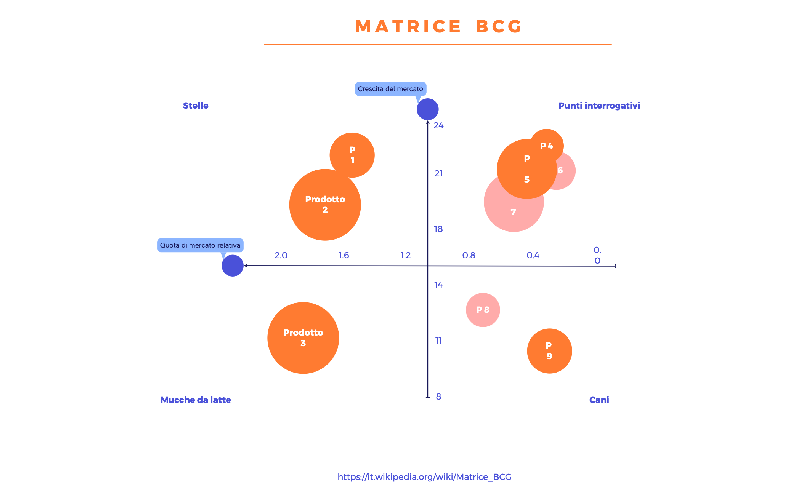 MATRICE BCG
Crescita del mercato
Stelle
Punti interrogativi
24
P
1
P 4
P
5
6
21
Prodotto
2
7
18
Quota di mercato relativa
2.0
1.6
1.2
0.8
0.4
0.
0
14
P 8
Prodotto
3
11
P
9
Mucche da latte
8
Cani
https://it.wikipedia.org/wiki/Matrice_BCG